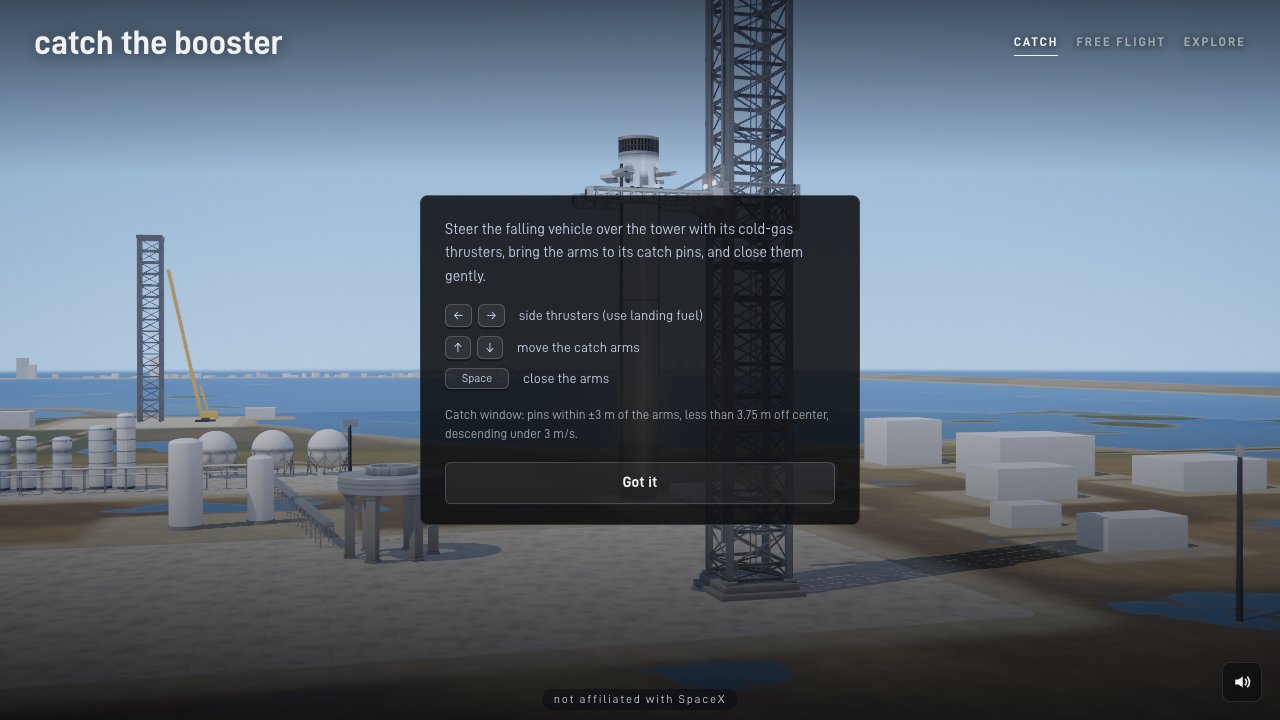 catch the booster
CATCH
FREE FLIGHT
EXPLORE
Steer the falling vehicle over the tower with its cold-gas
thrusters, bring the arms to its catch pins, and close them
gently.
← → side thrusters (use landing fuel)
↑ ↓ move the catch arms
Space close the arms
Catch window: pins within ±3 m of the arms, less than 3.75 m off center,
descending under 3 m/s.
Got it
not affiliated with SpaceX